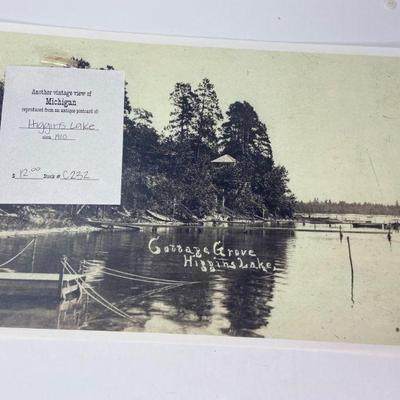 Another vintage view of
Michigan
reproduced from an antique postcard of:
Higgins Lake
circa 1910
$ 12.00 Stock # C232
Cottage Grove
Higgins Lake,